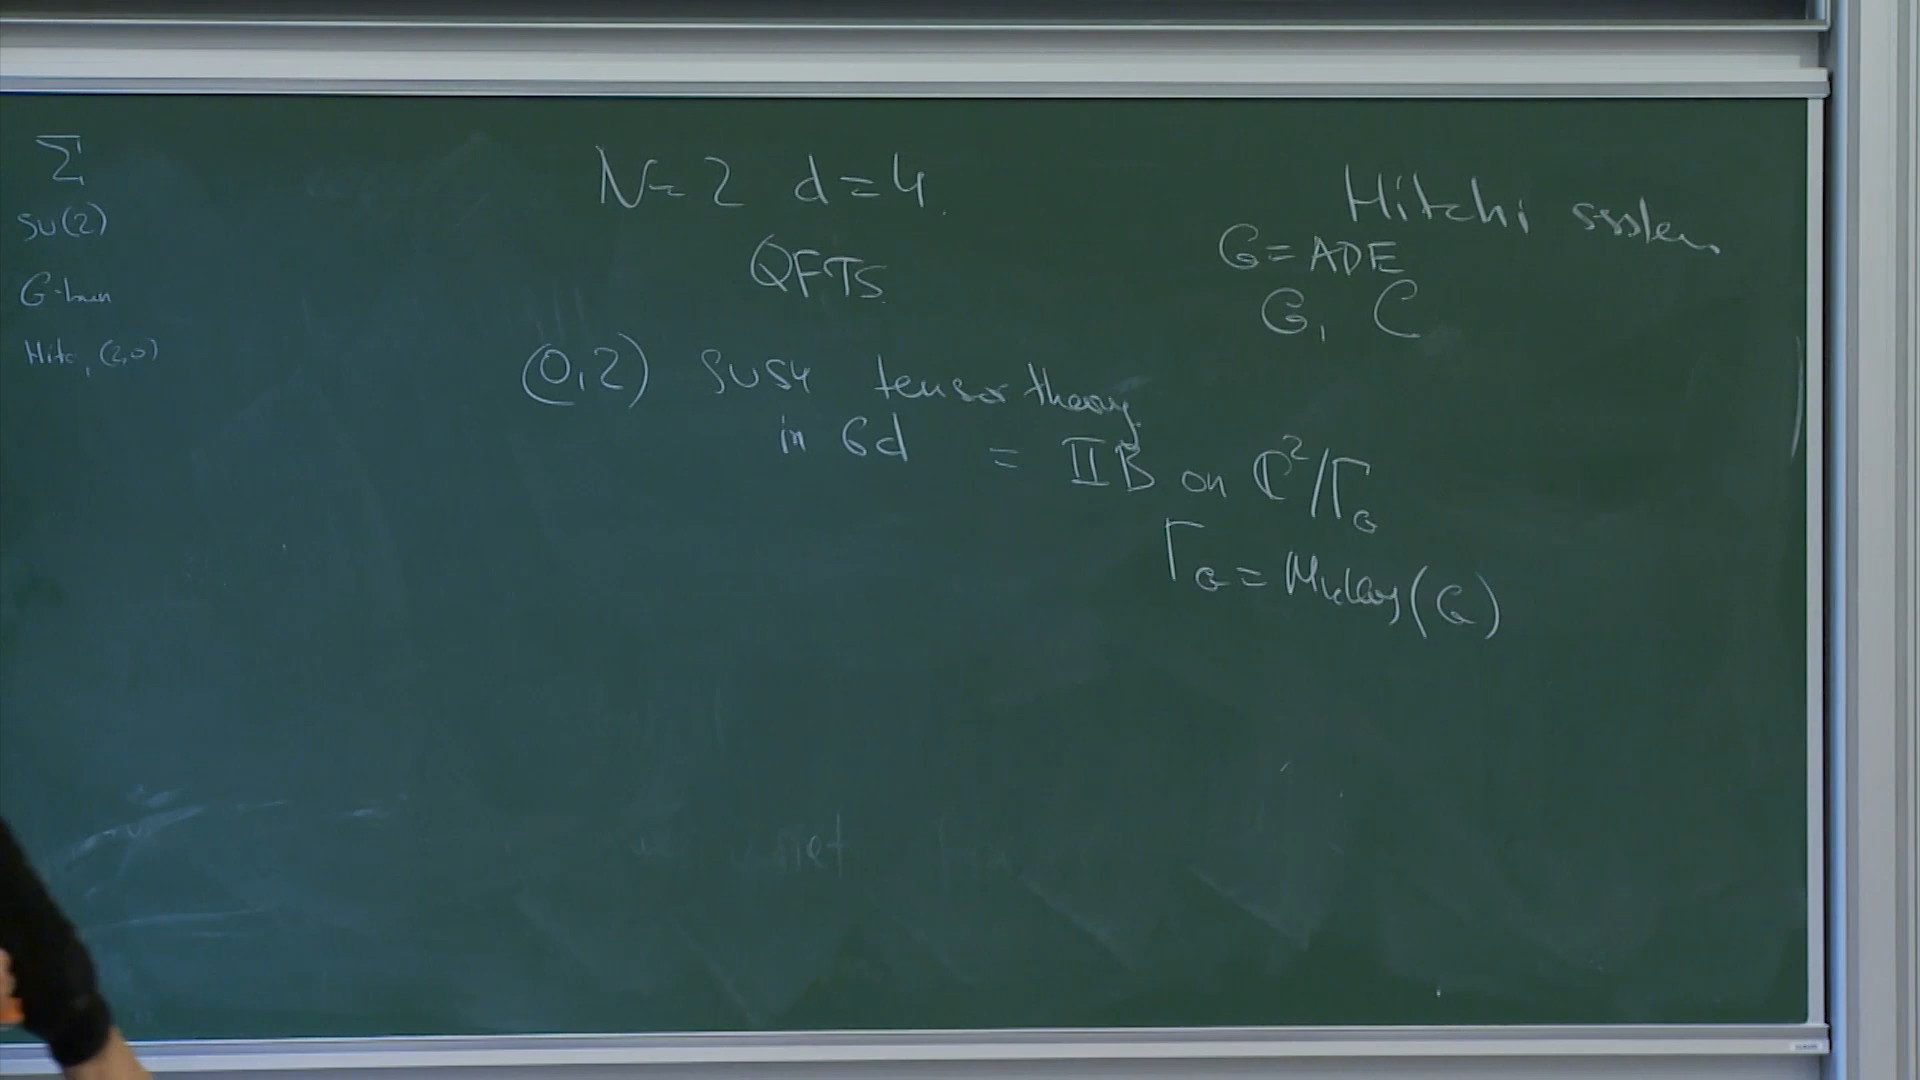 Σ
SU(2)
G-bun
Hitc, (2,0)
N=2 d=4
QFTS
Hitchi system
G=ADE
G, C
(0,2) SUSY tensor theory
in 6d = IIB on ℂ²/Γ_G
Γ_G = McKay(G)